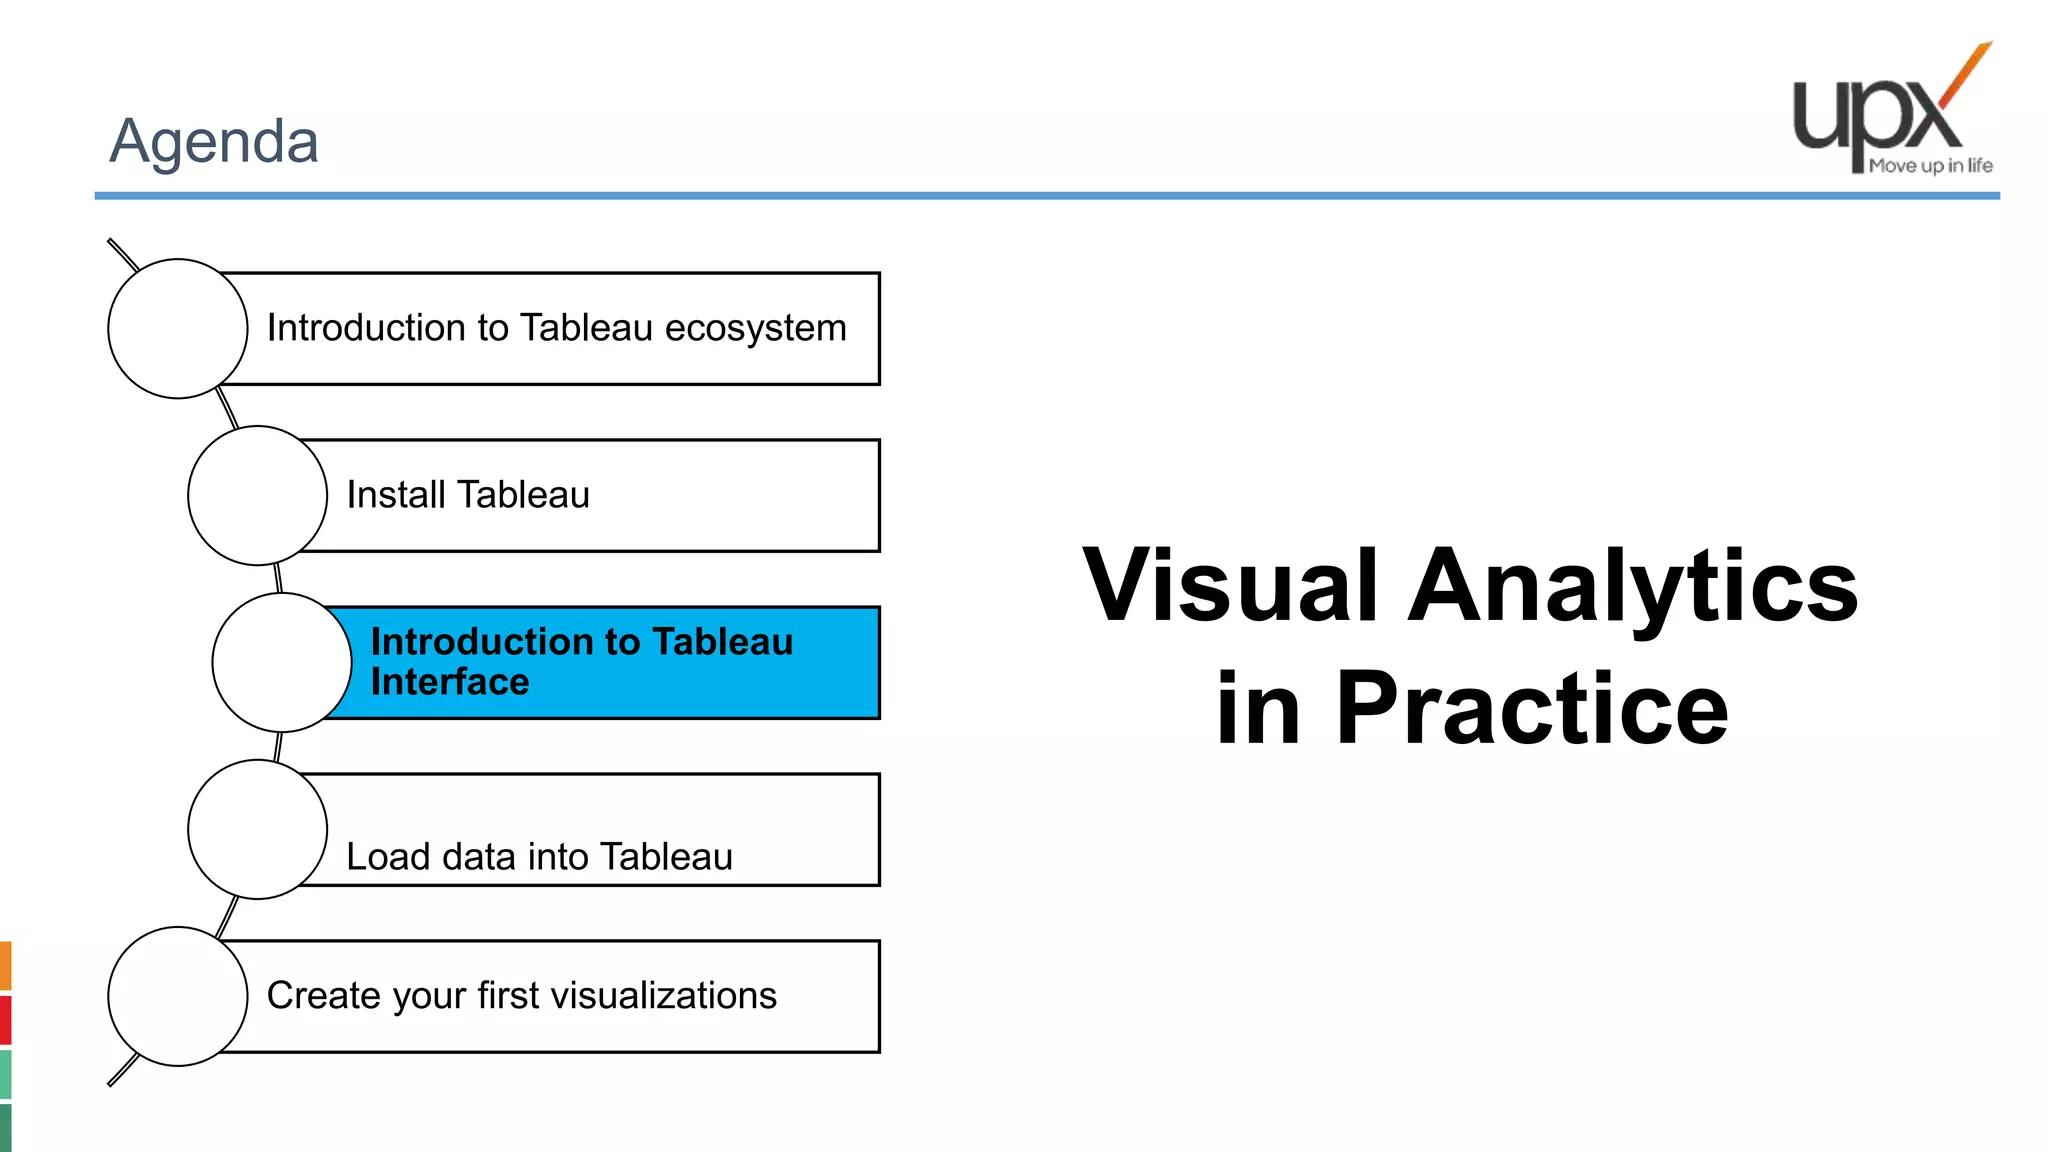 Agenda
upx
Move up in life
Introduction to Tableau ecosystem
Install Tableau
Introduction to Tableau
Interface
Load data into Tableau
Create your first visualizations
Visual Analytics
in Practice